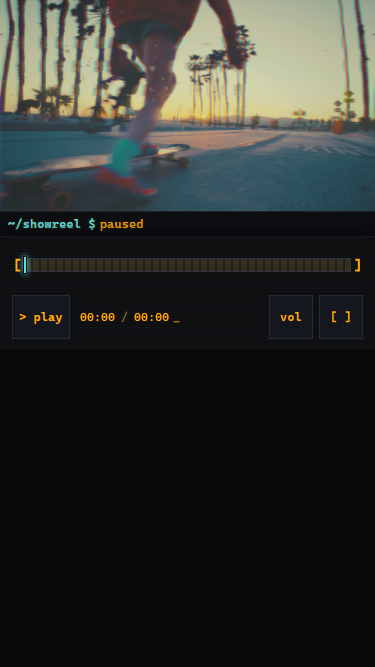 ~/showreel $ paused
[ ]
> play 00:00 / 00:00 _ vol [ ]